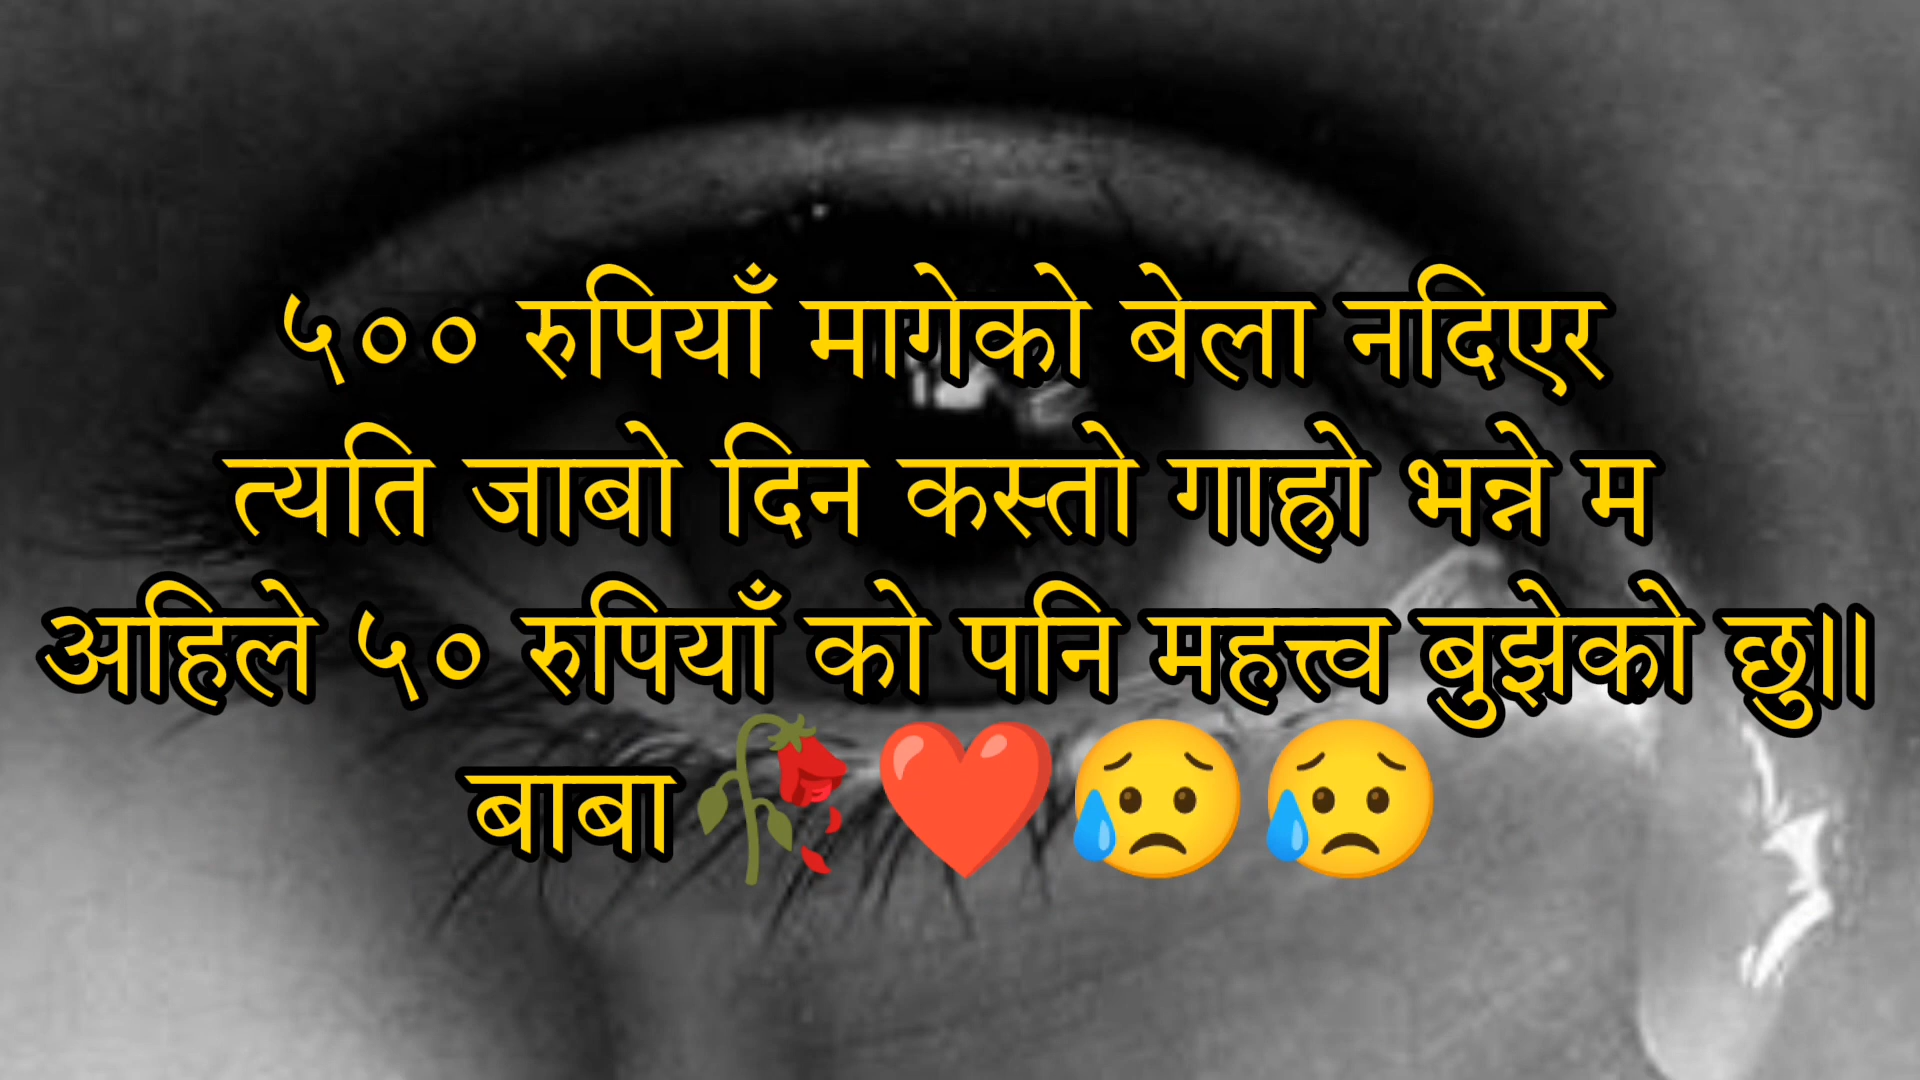 ५०० रुपियाँ मागेको बेला नदिएर
त्यति जाबो दिन कस्तो गाह्रो भन्ने म
अहिले ५० रुपियाँ को पनि महत्त्व बुझेको छु॥
बाबा🥀❤️😥😥